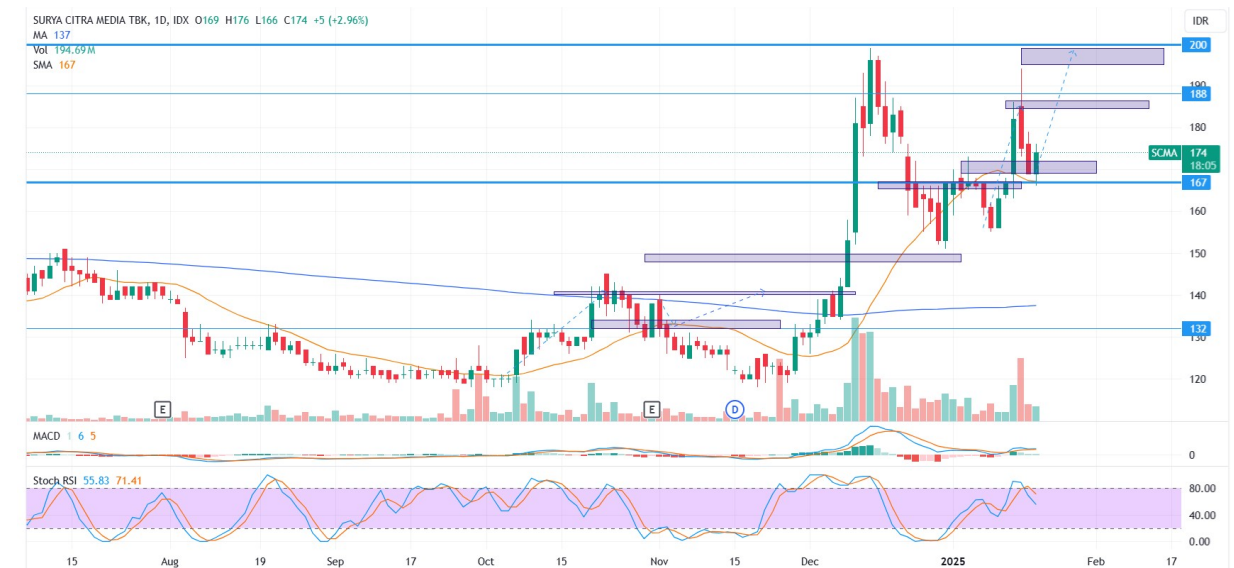 SURYA CITRA MEDIA TBK, 1D, IDX O169 H176 L166 C174 +5 (+2.96%)
MA 137
Vol 194.69M
SMA 167
IDR
200
190
188
180
SCMA 174
18:05
167
160
150
140
132
130
120
E
E
D
MACD 1 6 5
0
Stoch RSI 55.83 71.41
80.00
40.00
0.00
15 Aug 19 Sep 17 Oct 15 Nov 15 Dec 2025 Feb 17